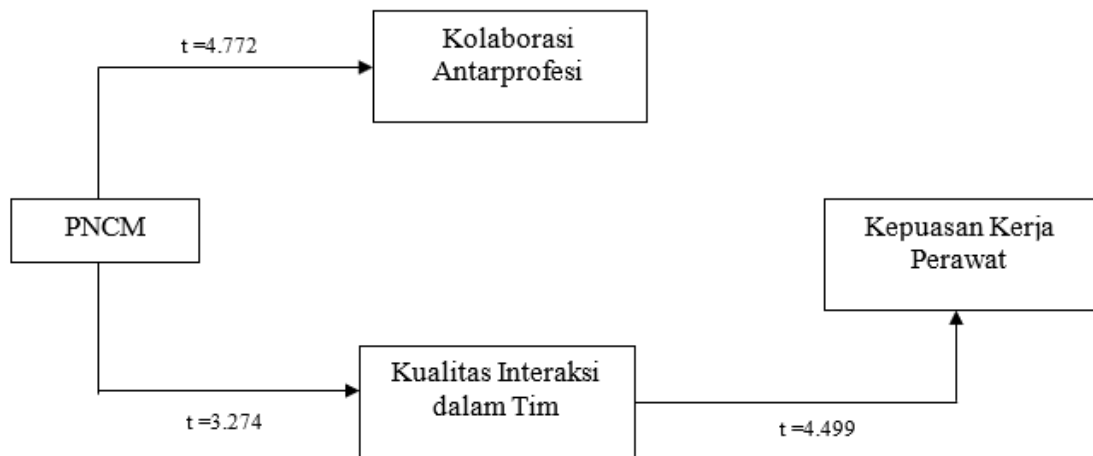 t =4.772
Kolaborasi
Antarprofesi
PNCM
Kepuasan Kerja
Perawat
Kualitas Interaksi
dalam Tim
t =3.274
t =4.499